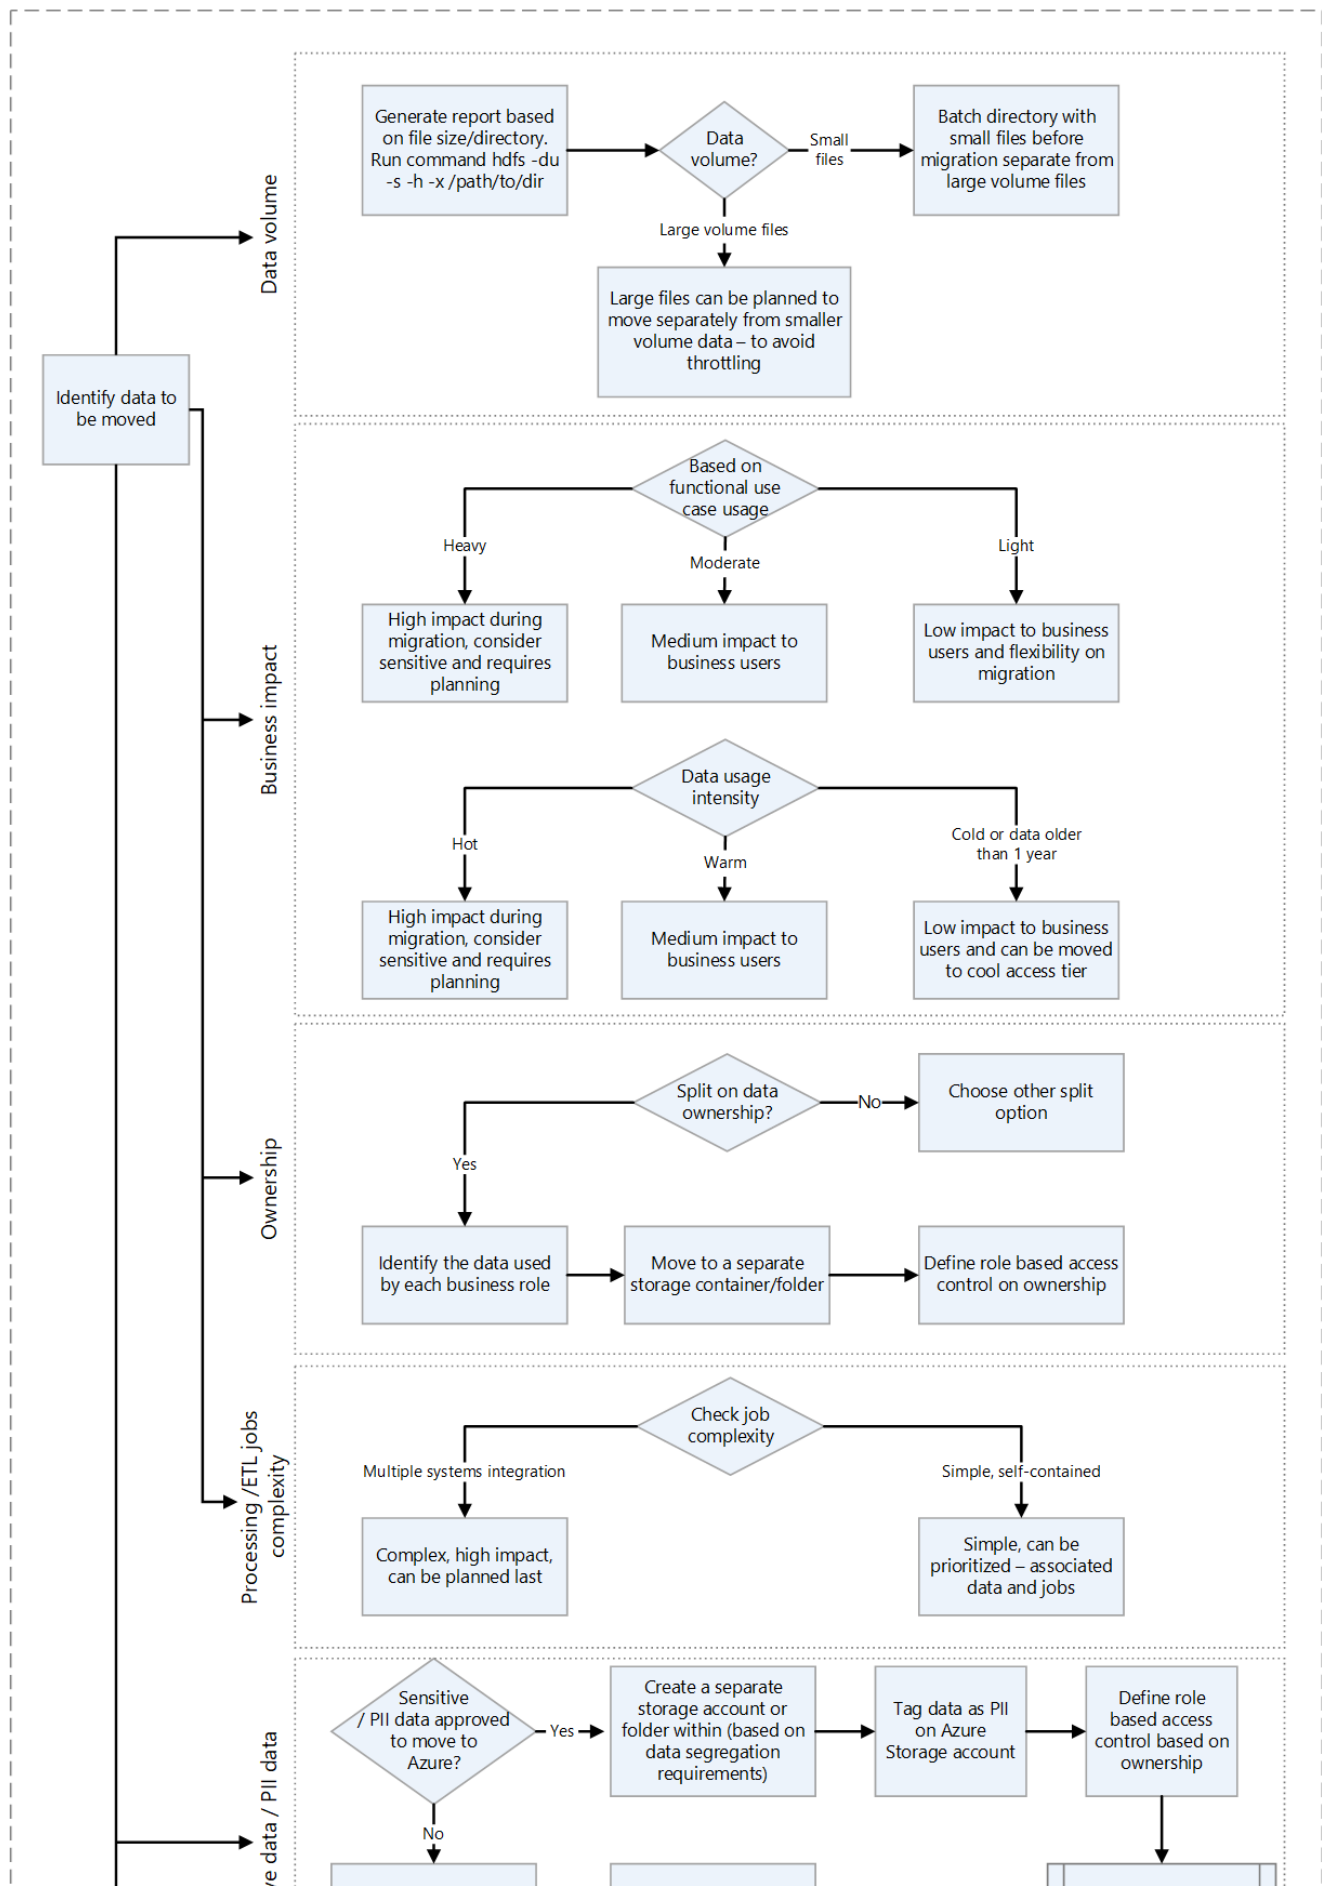 Generate report based
on file size/directory.
Run command hdfs -du
-s -h -x /path/to/dir
Data
volume?
Small
files
Batch directory with
small files before
migration separate from
large volume files
Data volume
Large volume files
Large files can be planned to
move separately from smaller
volume data – to avoid
throttling
Identify data to
be moved
Based on
functional use
case usage
Heavy
Moderate
Light
High impact during
migration, consider
sensitive and requires
planning
Medium impact to
business users
Low impact to business
users and flexibility on
migration
Business impact
Data usage
intensity
Hot
Warm
Cold or data older
than 1 year
High impact during
migration, consider
sensitive and requires
planning
Medium impact to
business users
Low impact to business
users and can be moved
to cool access tier
Split on data
ownership?
No
Choose other split
option
Ownership
Yes
Identify the data used
by each business role
Move to a separate
storage container/folder
Define role based access
control on ownership
Check job
complexity
Processing /ETL jobs
complexity
Multiple systems integration
Simple, self-contained
Complex, high impact,
can be planned last
Simple, can be
prioritized – associated
data and jobs
Sensitive
/ PII data approved
to move to
Azure?
Yes
Create a separate
storage account or
folder within (based on
data segregation
requirements)
Tag data as PII
on Azure
Storage account
Define role
based access
control based on
ownership
ve data / PII data
No